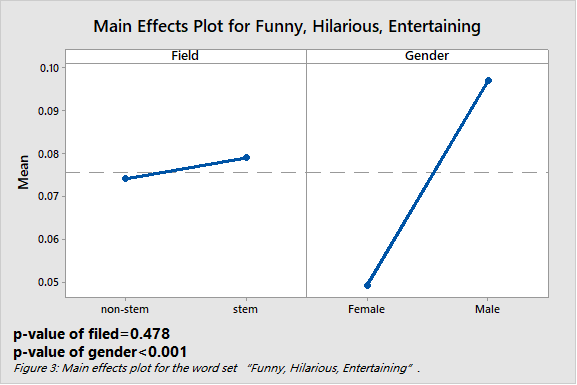 Main Effects Plot for Funny, Hilarious, Entertaining
Field Gender
0.10
0.09
0.08
0.07
0.06
0.05
Mean
non-stem stem Female Male
p-value of filed=0.478
p-value of gender<0.001
Figure 3: Main effects plot for the word set “Funny, Hilarious, Entertaining”.